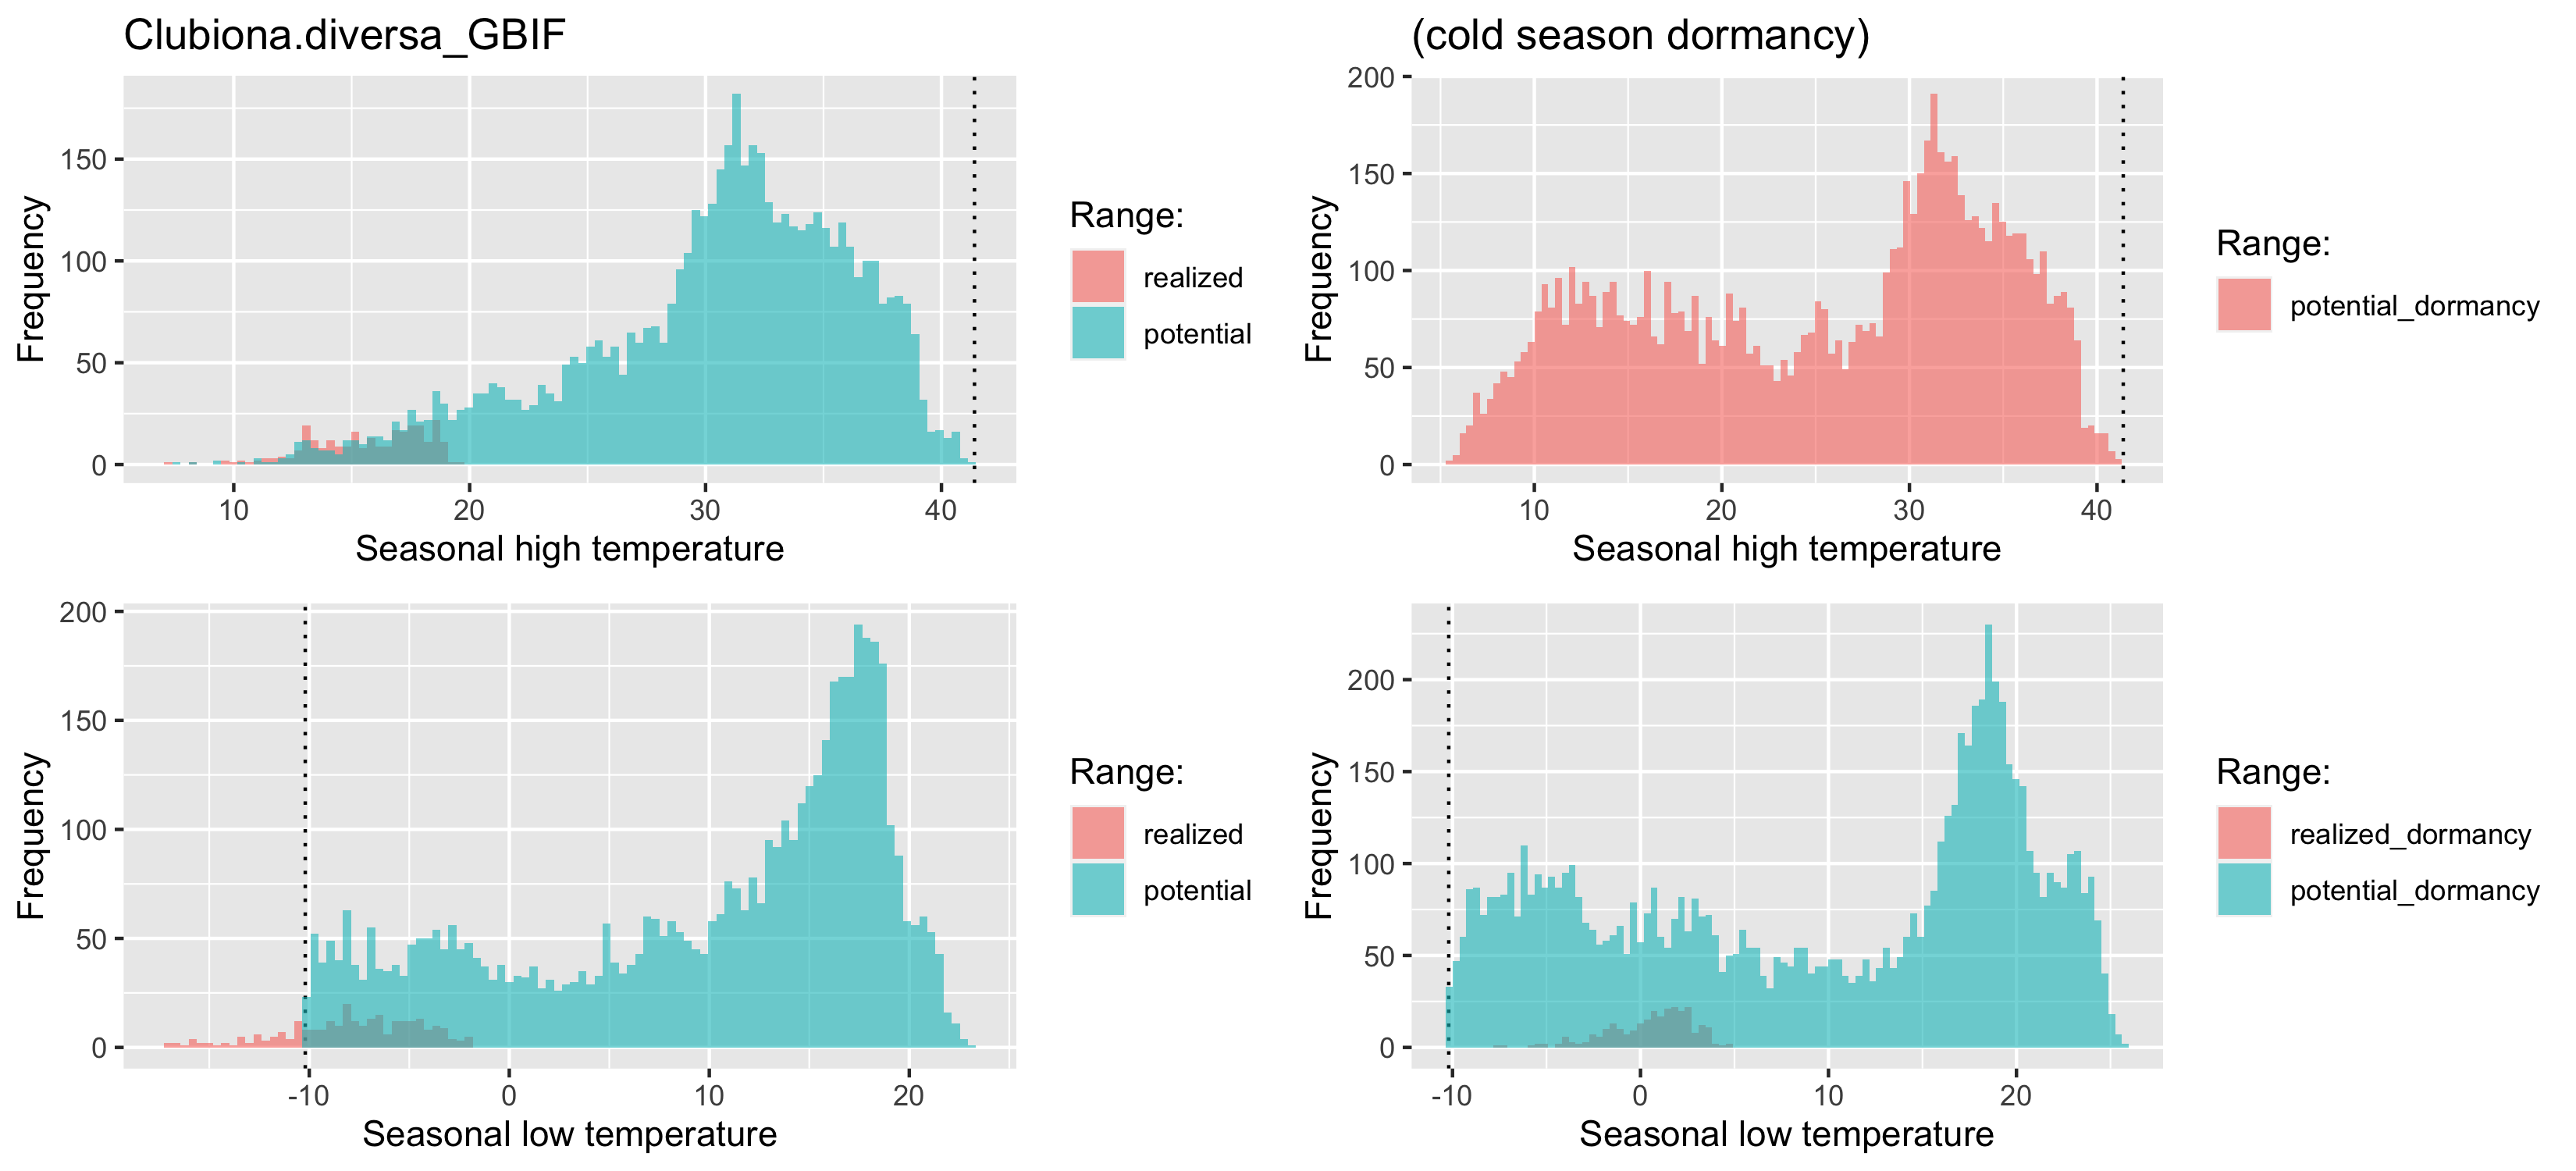 Clubiona.diversa_GBIF
(cold season dormancy)
Frequency
150
100
50
0
10 20 30 40
Seasonal high temperature
Range:
realized
potential
Frequency
200
150
100
50
0
10 20 30 40
Seasonal high temperature
Range:
potential_dormancy
Frequency
200
150
100
50
0
-10 0 10 20
Seasonal low temperature
Range:
realized
potential
Frequency
200
150
100
50
0
-10 0 10 20
Seasonal low temperature
Range:
realized_dormancy
potential_dormancy